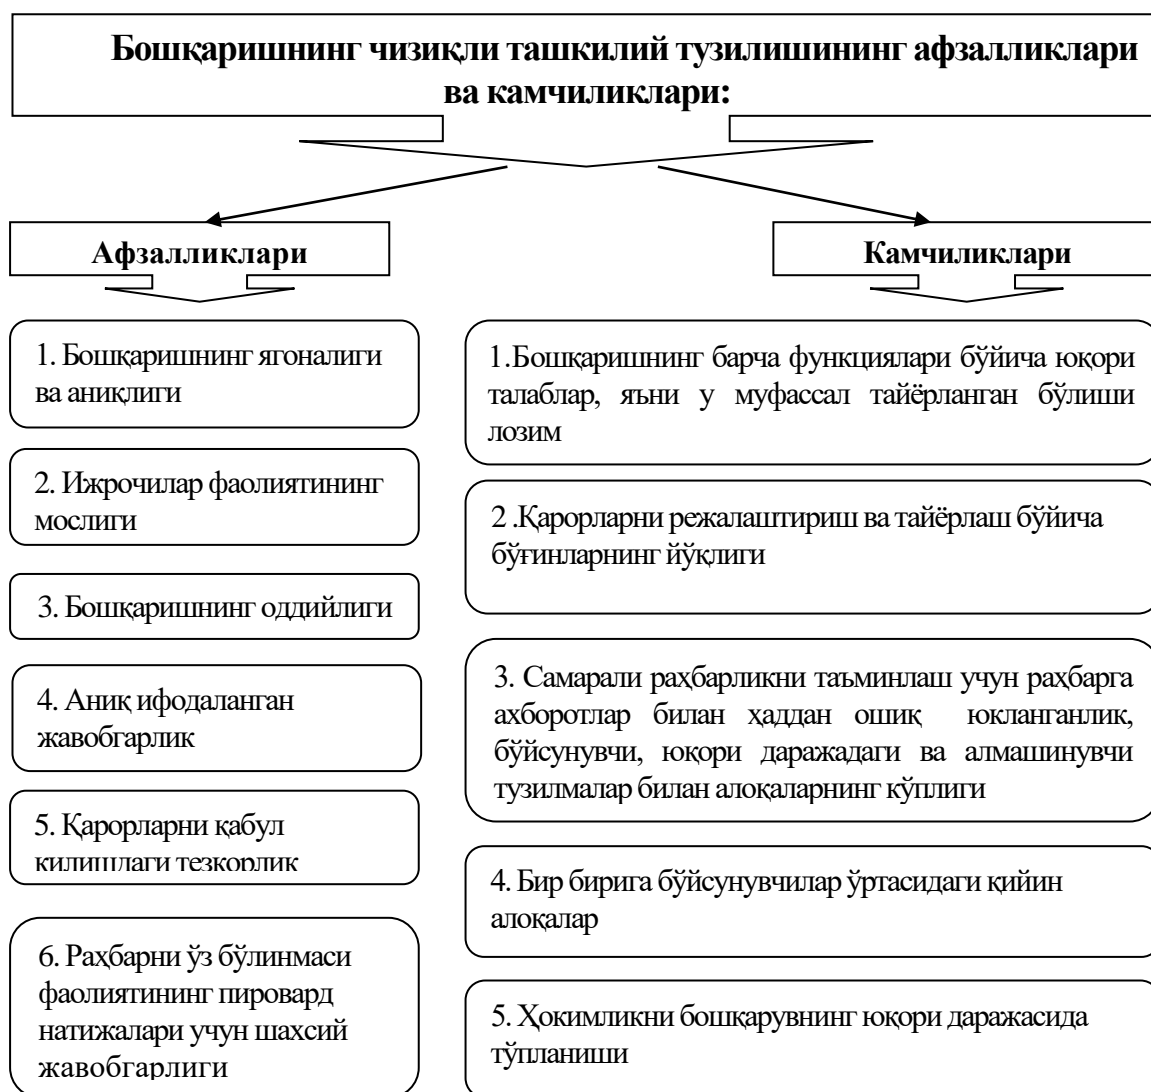 Бошқаришнинг чизиқли ташкилий тузилишининг афзалликлари
ва камчиликлари:
Афзалликлари
1. Бошқаришнинг ягоналиги
ва аниқлиги
2. Ижрочилар фаолиятининг
мослиги
3. Бошқаришнинг оддийлиги
4. Аниқ ифодаланган
жавобгарлик
5. Қарорларни қабул
қилишдаги тезкорлик
6. Раҳбарни ўз бўлинмаси
фаолиятининг пировард
натижалари учун шахсий
жавобгарлиги
Камчиликлари
1.Бошқаришнинг барча функциялари бўйича юқори
талаблар, яъни у муфассал тайёрланган бўлиши
лозим
2 .Қарорларни режалаштириш ва тайёрлаш бўйича
бўғинларнинг йўқлиги
3. Самарали раҳбарликни таъминлаш учун раҳбарга
ахборотлар билан ҳаддан ошиқ юкланганлик,
бўйсунувчи, юқори даражадаги ва алмашинувчи
тузилмалар билан алоқаларнинг кўплиги
4. Бир бирига бўйсунувчилар ўртасидаги қийин
алоқалар
5. Ҳокимликни бошқарувнинг юқори даражасида
тўпланиши